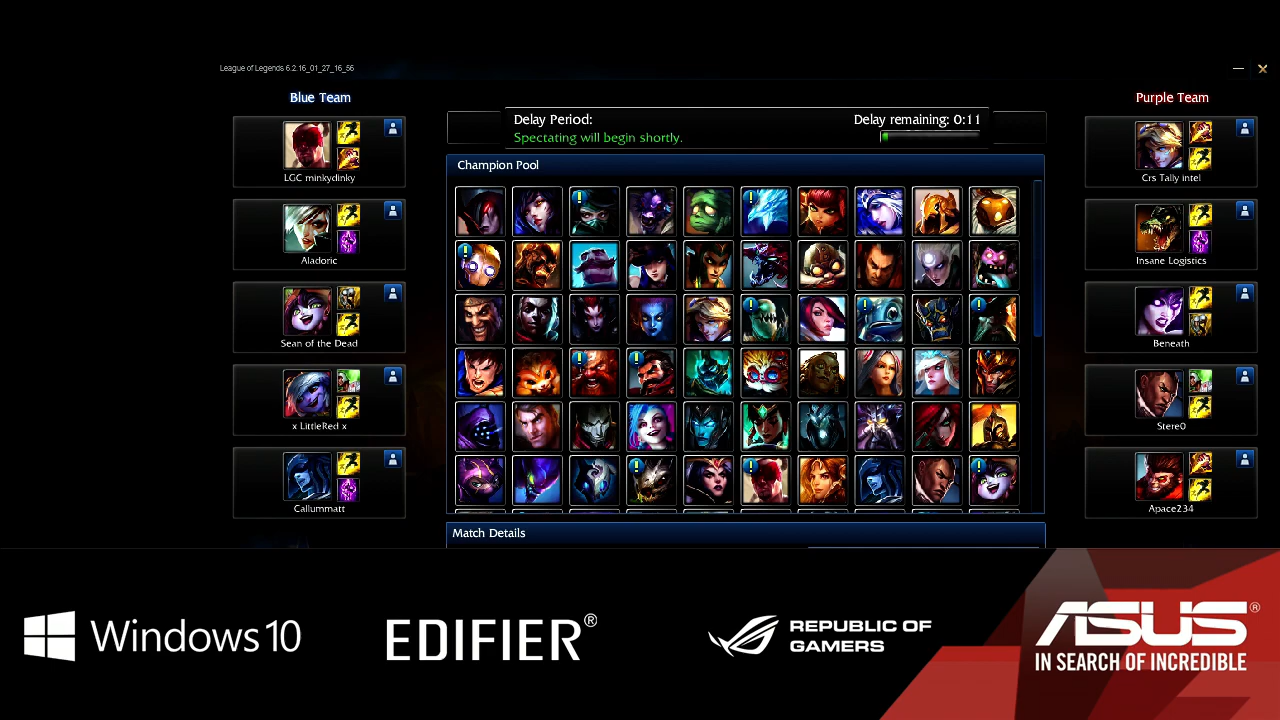 League of Legends 6.2.16_01_27_16_56
Blue Team
Purple Team
Delay Period:
Delay remaining: 0:11
Spectating will begin shortly.
Champion Pool
LGC minkydinky
Aladoric
Sean of the Dead
x LittleRed x
Callummatt
Crs Tally intel
Insane Logistics
Beneath
Stere0
Apace234
Match Details
Windows 10
EDIFIER®
REPUBLIC OF
GAMERS
ASUS®
IN SEARCH OF INCREDIBLE